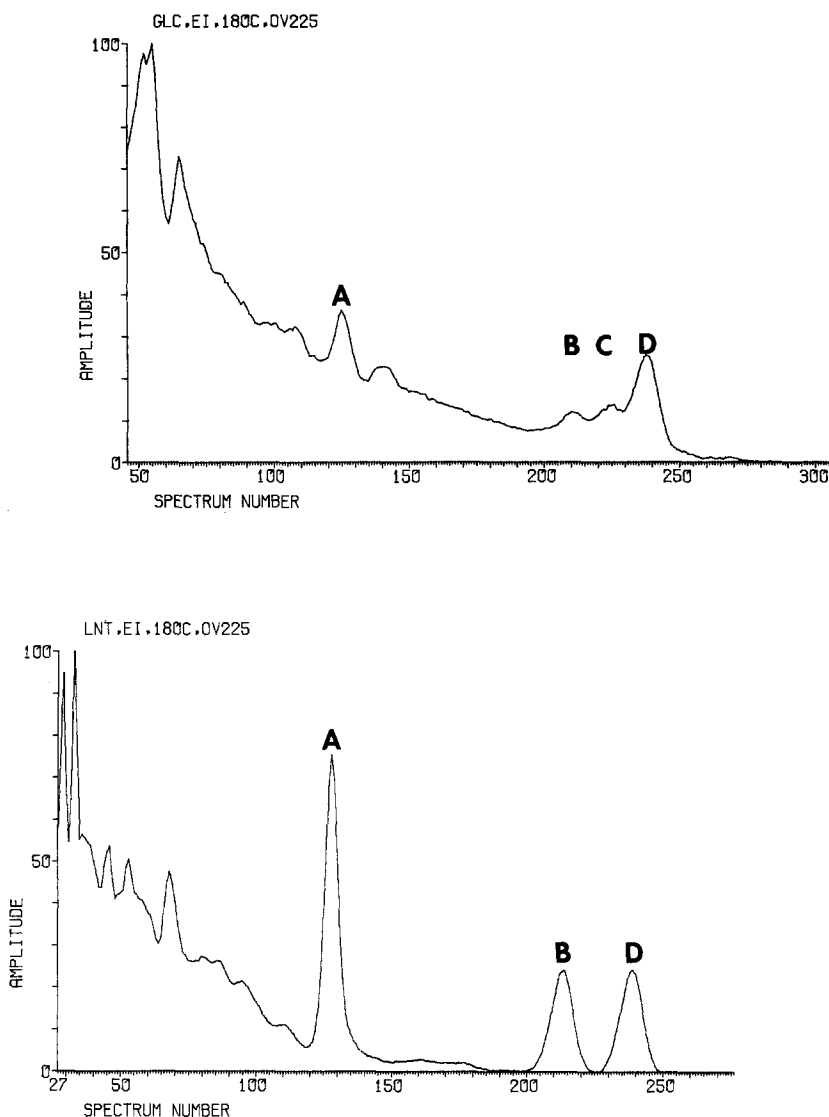 GLC.EI.180C.OV225
100
A
50
B C D
AMPLITUDE
0
50 100 150 200 250 300
SPECTRUM NUMBER
LNT.EI.180C.OV225
100
A
50
B D
AMPLITUDE
0
27 50 100 150 200 250
SPECTRUM NUMBER